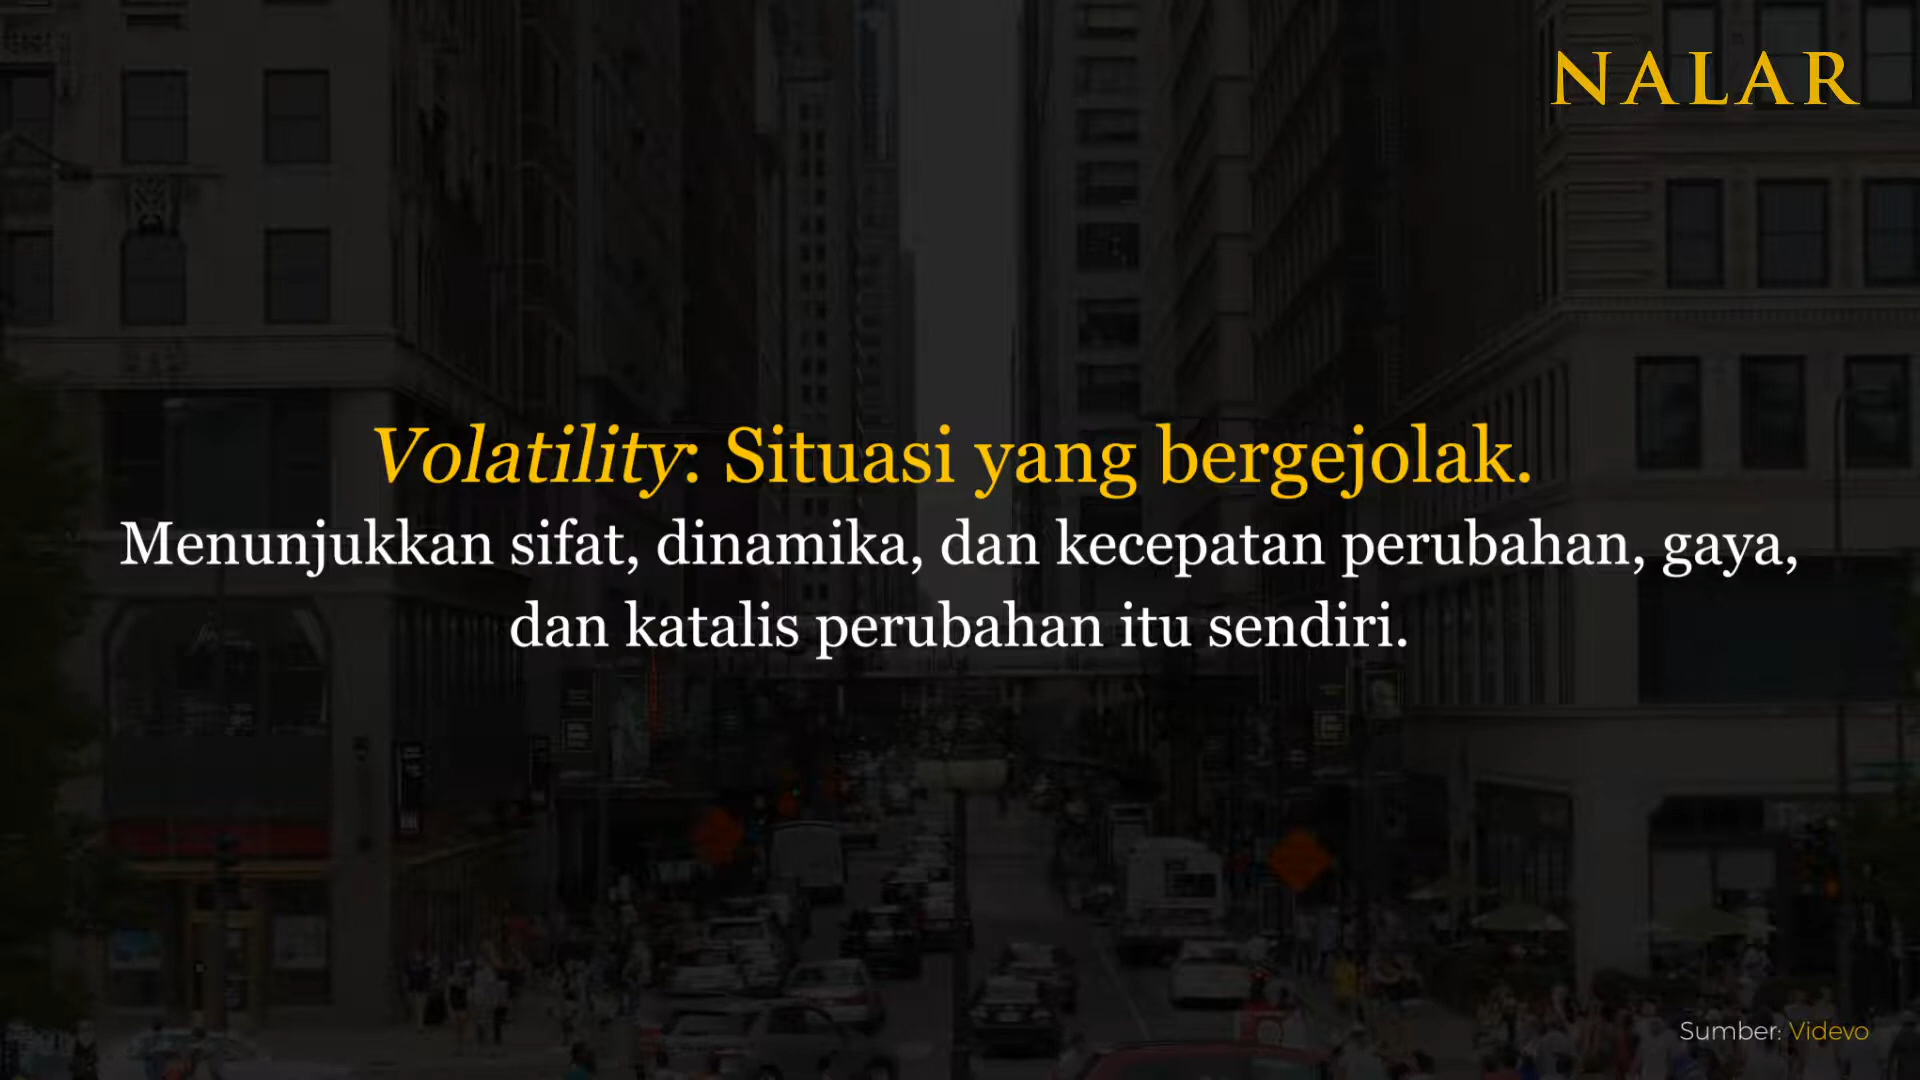 NALAR
Volatility: Situasi yang bergejolak.
Menunjukkan sifat, dinamika, dan kecepatan perubahan, gaya,
dan katalis perubahan itu sendiri.
Sumber: Videvo